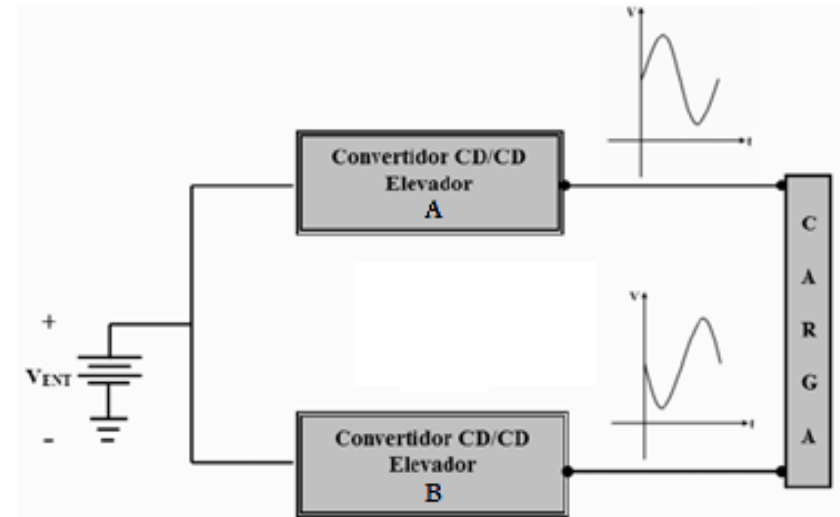 V
t
Convertidor CD/CD
Elevador
A
C
A
R
G
A
+
V
t
VENT
-
Convertidor CD/CD
Elevador
B